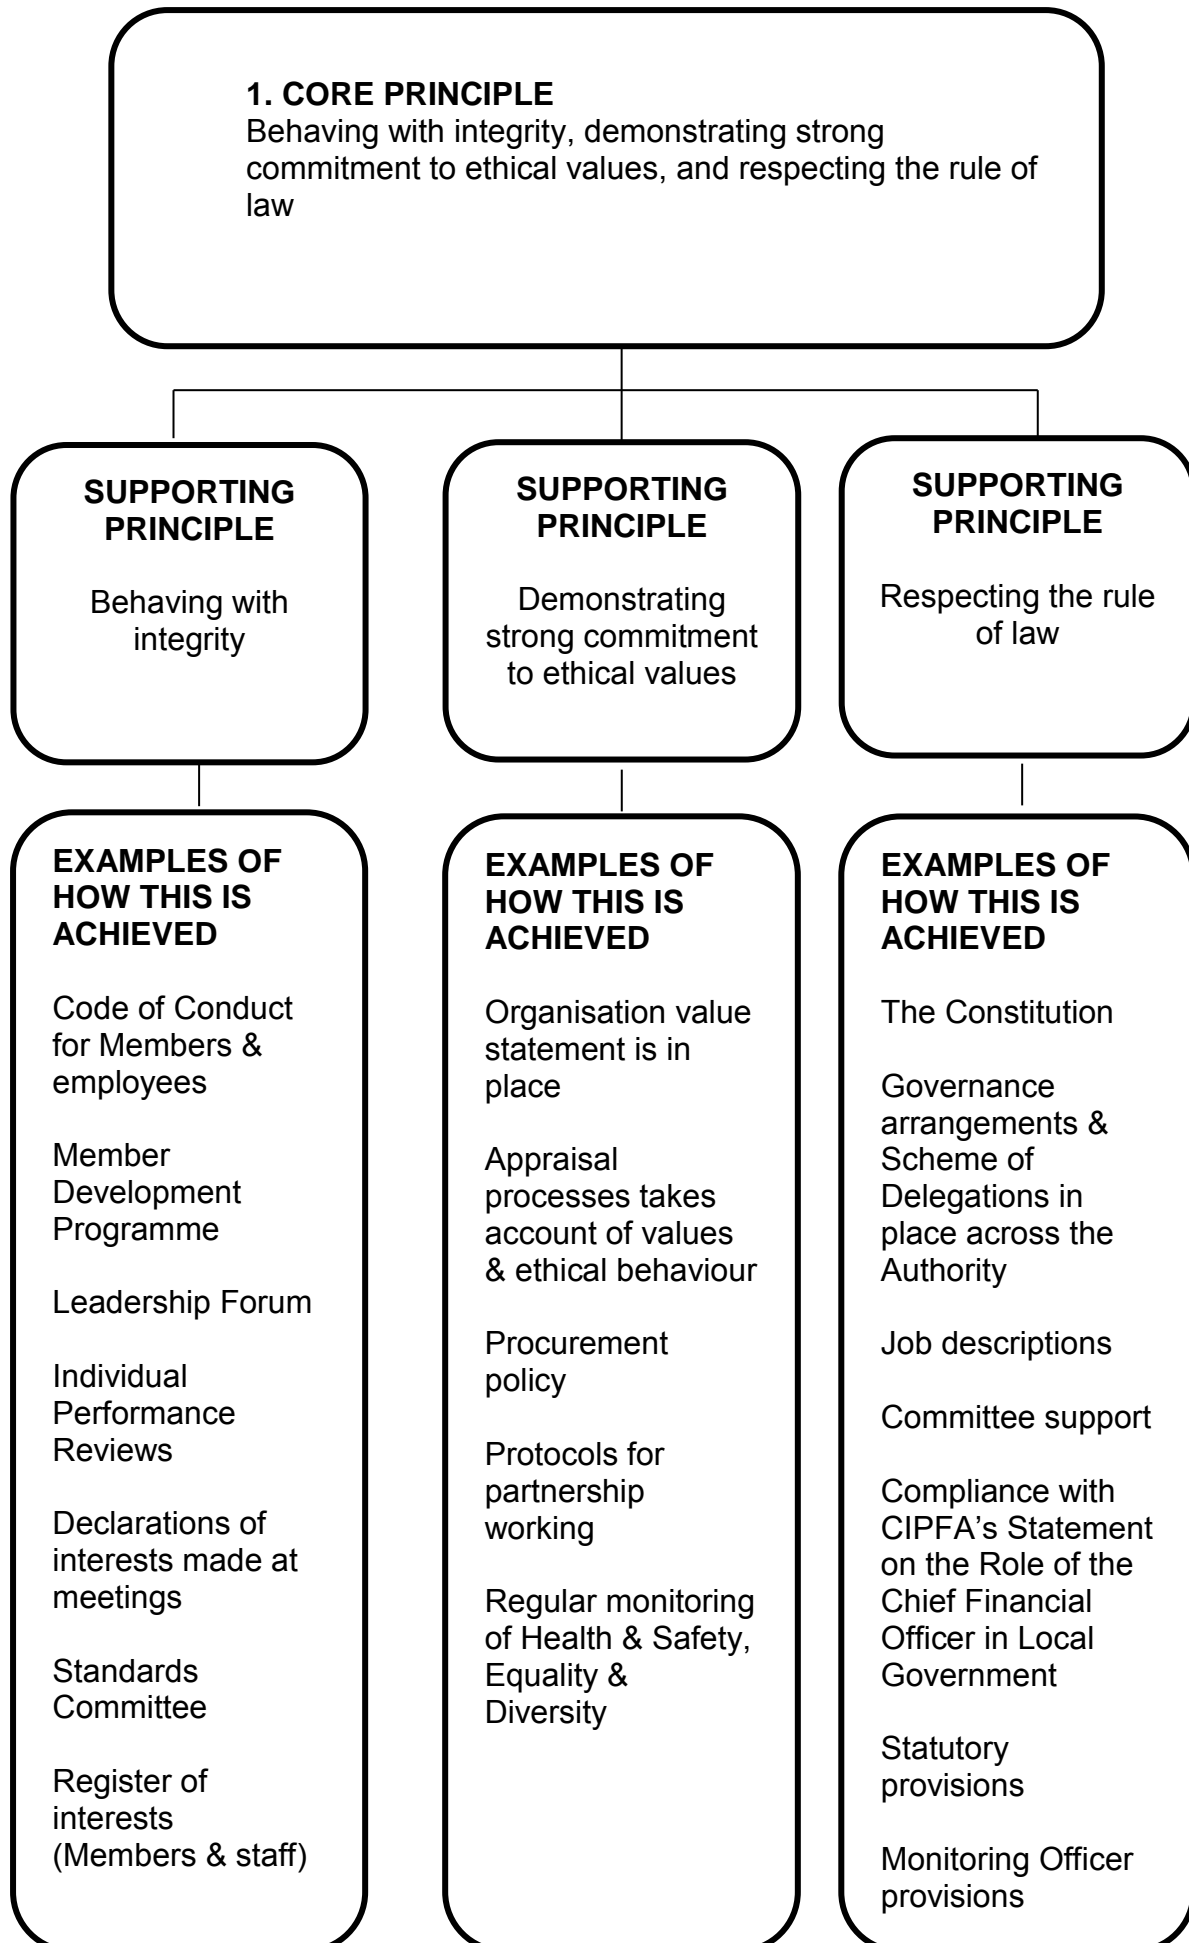 1. CORE PRINCIPLE
Behaving with integrity, demonstrating strong
commitment to ethical values, and respecting the rule of
law
SUPPORTING
PRINCIPLE
Behaving with
integrity
SUPPORTING
PRINCIPLE
Demonstrating
strong commitment
to ethical values
SUPPORTING
PRINCIPLE
Respecting the rule
of law
EXAMPLES OF
HOW THIS IS
ACHIEVED
Code of Conduct
for Members &
employees
Member
Development
Programme
Leadership Forum
Individual
Performance
Reviews
Declarations of
interests made at
meetings
Standards
Committee
Register of
interests
(Members & staff)
EXAMPLES OF
HOW THIS IS
ACHIEVED
Organisation value
statement is in
place
Appraisal
processes takes
account of values
& ethical behaviour
Procurement
policy
Protocols for
partnership
working
Regular monitoring
of Health & Safety,
Equality &
Diversity
EXAMPLES OF
HOW THIS IS
ACHIEVED
The Constitution
Governance
arrangements &
Scheme of
Delegations in
place across the
Authority
Job descriptions
Committee support
Compliance with
CIPFA's Statement
on the Role of the
Chief Financial
Officer in Local
Government
Statutory
provisions
Monitoring Officer
provisions